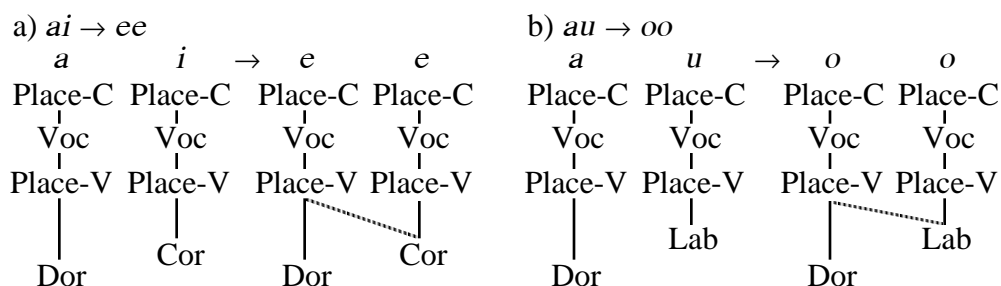 a) ai → ee b) au → oo
a i → e e a u → o o
Place-C Place-C Place-C Place-C Place-C Place-C Place-C Place-C
Voc Voc Voc Voc Voc Voc Voc Voc
Place-V Place-V Place-V Place-V Place-V Place-V Place-V Place-V
Lab Lab
Cor Cor
Dor Dor Dor Dor